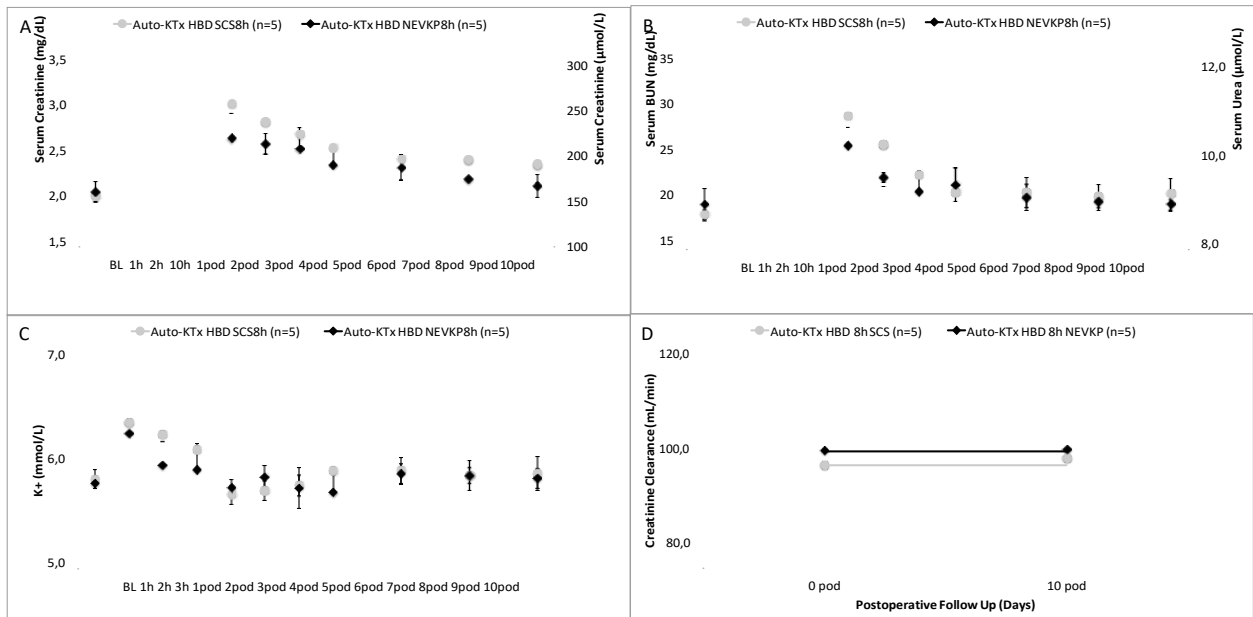 A
Auto-KTx HBD SCS8h (n=5) Auto-KTx HBD NEVKP8h (n=5)
Serum Creatinine (mg/dL)
3,5
3,0
2,5
2,0
1,5
300
250
200
150
100
Serum Creatinine (µmol/L)
BL 1h 2h 10h 1pod 2pod 3pod 4pod 5pod 6pod 7pod 8pod 9pod 10pod
B
Auto-KTx HBD SCS8h (n=5) Auto-KTx HBD NEVKP8h (n=5)
Serum BUN (mg/dL)
35
30
25
20
15
12,0
10,0
8,0
Serum Urea (µmol/L)
BL 1h 2h 10h 1pod 2pod 3pod 4pod 5pod 6pod 7pod 8pod 9pod 10pod
C
Auto-KTx HBD SCS8h (n=5) Auto-KTx HBD NEVKP8h (n=5)
K+ (mmol/L)
7,0
6,0
5,0
BL 1h 2h 3h 1pod 2pod 3pod 4pod 5pod 6pod 7pod 8pod 9pod 10pod
D
Auto-KTx HBD 8h SCS (n=5) Auto-KTx HBD 8h NEVKP (n=5)
Creatinine Clearance (mL/min)
120,0
100,0
80,0
0 pod 10 pod
Postoperative Follow Up (Days)